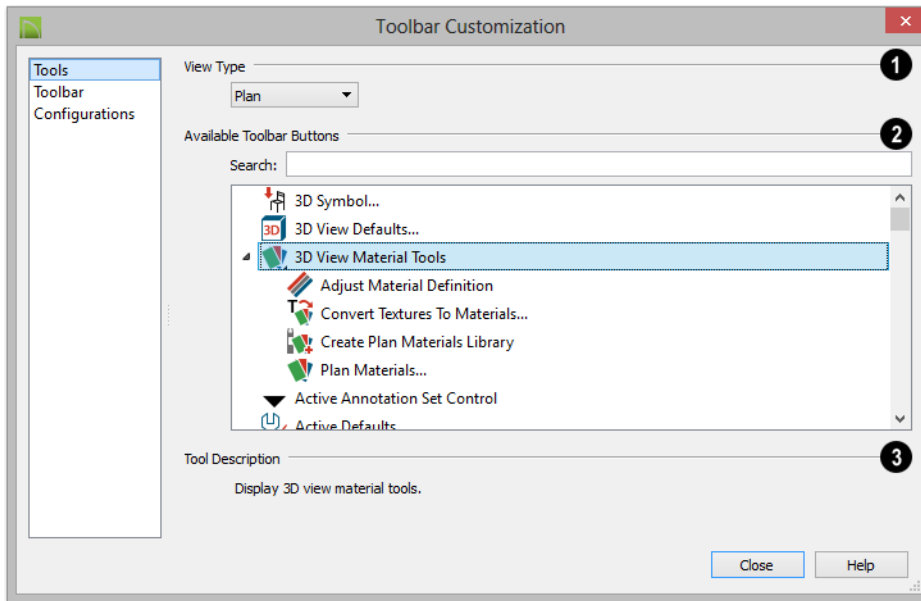 Toolbar Customization
Tools
Toolbar
Configurations
View Type
1
Plan
Available Toolbar Buttons
2
Search:
3D Symbol...
3D
3D View Defaults...
3D View Material Tools
Adjust Material Definition
T
Convert Textures To Materials...
Create Plan Materials Library
Plan Materials...
Active Annotation Set Control
Active Defaults
Tool Description
3
Display 3D view material tools.
Close
Help